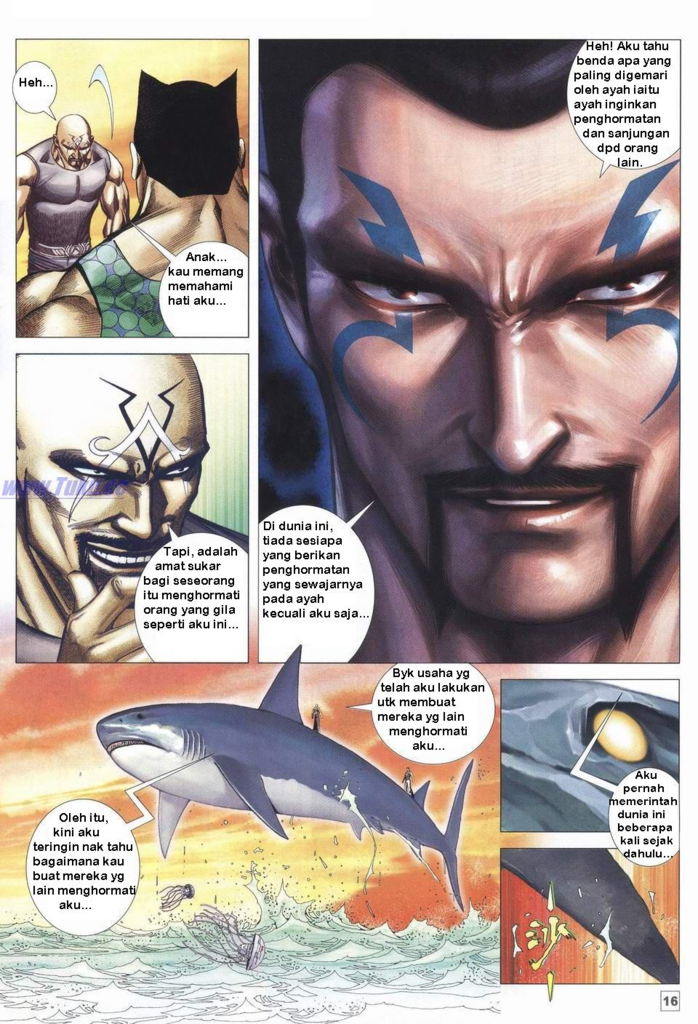 Heh...
Anak...
kau memang
memahami
hati aku...
Heh! Aku tahu
benda apa yang
paling digemari
oleh ayah iaitu
ayah inginkan
penghormatan
dan sanjungan
dpd orang
lain.
Di dunia ini,
tiada sesiapa
yang berikan
penghormatan
yang sewajarnya
pada ayah
kecuali aku saja...
Tapi, adalah
amat sukar
bagi seseorang
itu menghormati
orang yang gila
seperti aku ini...
Byk usaha yg
telah aku lakukan
utk membuat
mereka yg lain
menghormati
aku...
Aku
pernah
memerintah
dunia ini
beberapa
kali sejak
dahulu...
Oleh itu,
kini aku
teringin nak tahu
bagaimana kau
buat mereka yg
lain menghormati
aku...
沙
16